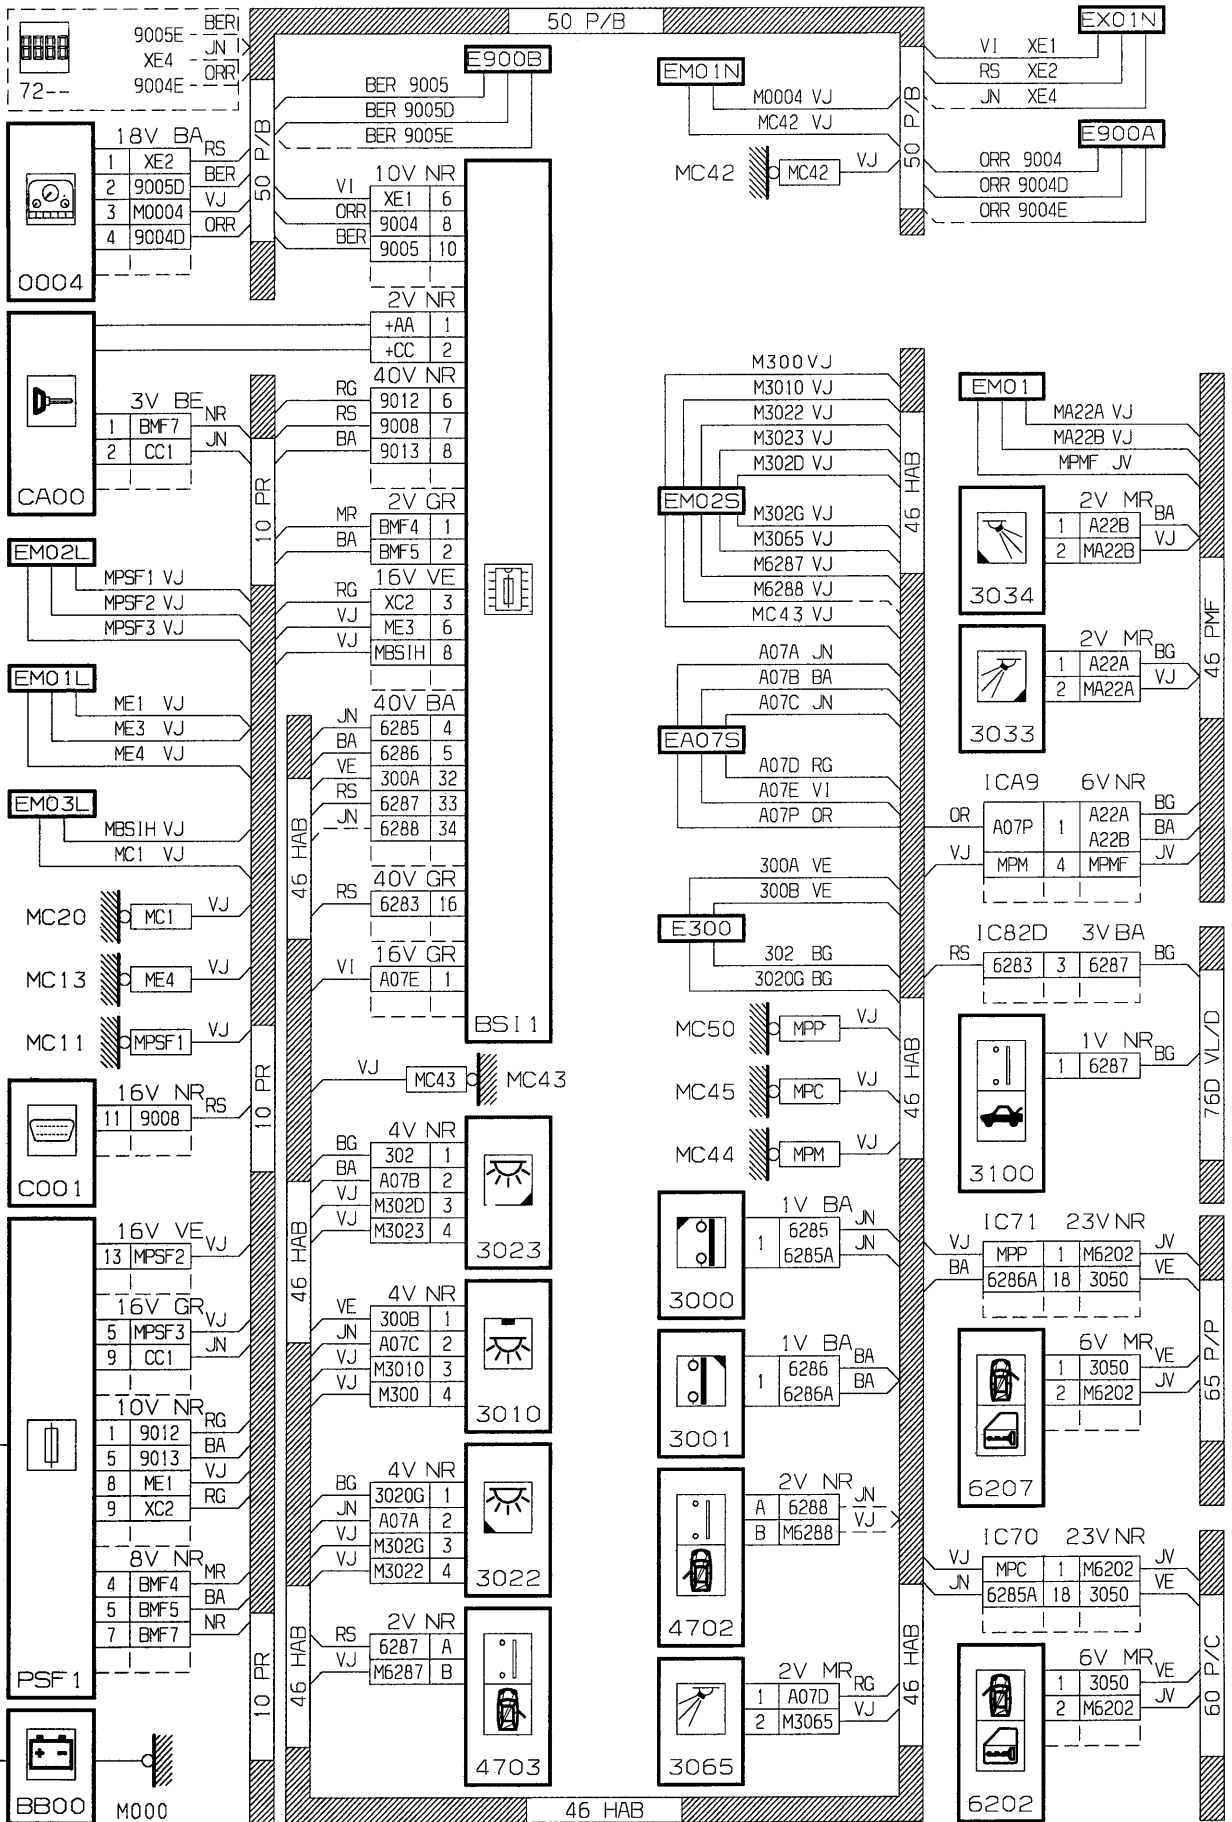 50 P/B
BER
9005E
JN
XE4
ORR
9004E
72--
E900B
BER 9005
BER 9005D
BER 9005E
50 P/B
18V BA
1 XE2 RS
2 9005D BER
3 M0004 VJ
4 9004D ORR
0004
10V NR
VI XE1 6
ORR 9004 8
BER 9005 10
2V NR
+AA 1
+CC 2
40V NR
RG 9012 6
RS 9008 7
BA 9013 8
2V GR
MR BMF4 1
BA BMF5 2
16V VE
RG XC2 3
VJ ME3 6
VJ MBSIH 8
40V BA
JN 6285 4
BA 6286 5
VE 300A 32
RS 6287 33
JN 6288 34
40V GR
RS 6283 16
16V GR
VI A07E 1
BSI1
3V BE
1 BMF7 NR
2 CC1 JN
CA00
10 PR
EM02L
MPSF1 VJ
MPSF2 VJ
MPSF3 VJ
EM01L
ME1 VJ
ME3 VJ
ME4 VJ
EM03L
MBSIH VJ
MC1 VJ
46 HAB
MC20 MC1 VJ
MC13 ME4 VJ
MC11 MPSF1 VJ
16V NR
11 9008 RS
C001
10 PR
16V VE
13 MPSF2 VJ
16V GR
5 MPSF3 VJ
9 CC1 JN
10V NR
1 9012 RG
5 9013 BA
8 ME1 VJ
9 XC2 RG
8V NR
4 BMF4 MR
5 BMF5 BA
7 BMF7 NR
PSF1
10 PR
BB00
M000
VJ MC43 MC43
4V NR
BG 302 1
BA A07B 2
VJ M302D 3
VJ M3023 4
3023
46 HAB
4V NR
VE 300B 1
JN A07C 2
VJ M3010 3
VJ M300 4
3010
4V NR
BG 3020G 1
JN A07A 2
VJ M302G 3
VJ M3022 4
3022
2V NR
RS 6287 A
VJ M6287 B
4703
46 HAB
46 HAB
EM01N
M0004 VJ
MC42 VJ
MC42 MC42 VJ
50 P/B
EX01N
VI XE1
RS XE2
JN XE4
E900A
ORR 9004
ORR 9004D
ORR 9004E
M300 VJ
M3010 VJ
M3022 VJ
M3023 VJ
M302D VJ
EM02S
M302G VJ
M3065 VJ
M6287 VJ
M6288 VJ
MC43 VJ
46 HAB
A07A JN
A07B BA
A07C JN
EA07S
A07D RG
A07E VI
A07P OR
300A VE
300B VE
E300
302 BG
3020G BG
MC50 MPP VJ
MC45 MPC VJ
MC44 MPM VJ
46 HAB
1V BA
1 6285 JN
6285A JN
3000
1V BA
1 6286 BA
6286A BA
3001
2V NR
A 6288 JN
B M6288 VJ
4702
2V MR
1 A07D RG
2 M3065 VJ
3065
46 HAB
EM01
MA22A VJ
MA22B VJ
MPMF JV
2V MR
1 A22B BA
2 MA22B VJ
3034
2V MR
1 A22A BG
2 MA22A VJ
3033
46 PMF
ICA9 6V NR
OR A07P 1 A22A BG
A22B BA
VJ MPM 4 MPMF JV
IC82D 3V BA
RS 6283 3 6287 BG
1V NR
1 6287 BG
3100
76D VL/D
IC71 23V NR
VJ MPP 1 M6202 JV
BA 6286A 18 3050 VE
6V MR
1 3050 VE
2 M6202 JV
6207
65 P/P
IC70 23V NR
VJ MPC 1 M6202 JV
JN 6285A 18 3050 VE
6V MR
1 3050 VE
2 M6202 JV
6202
60 P/C